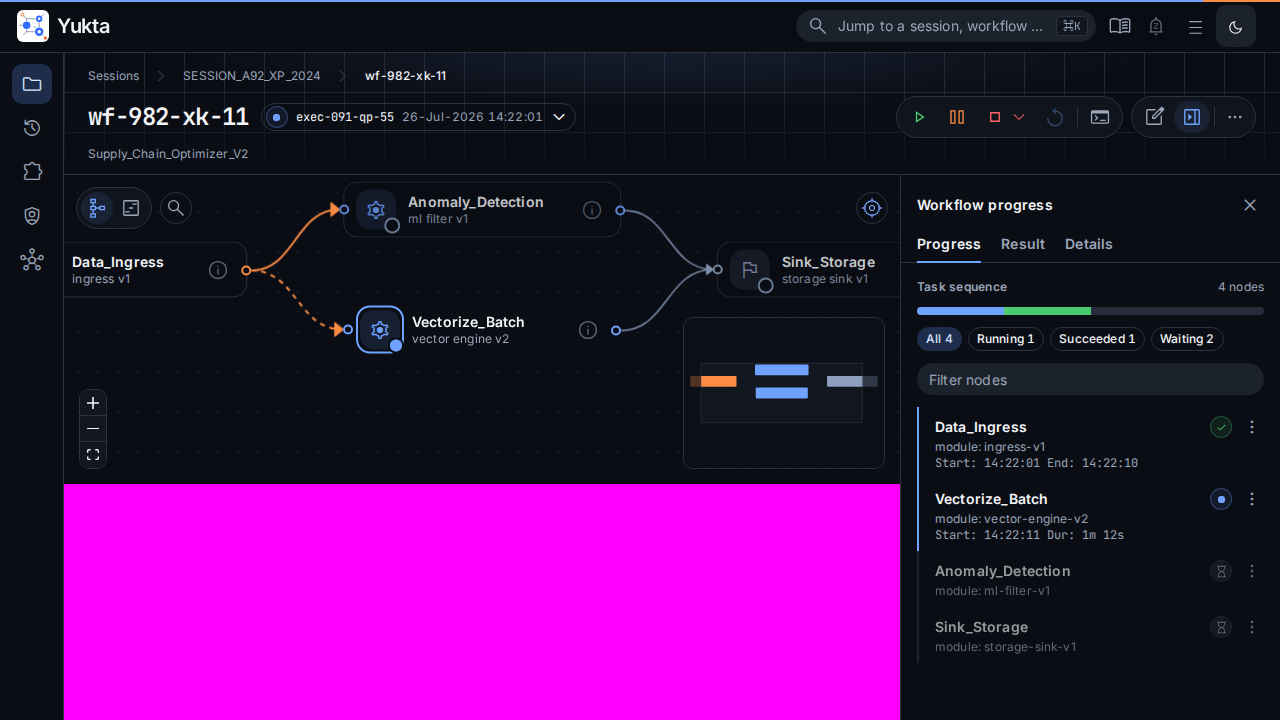 Yukta
Jump to a session, workflow ...
⌘K
Sessions
SESSION_A92_XP_2024
wf-982-xk-11
wf-982-xk-11
exec-091-qp-55 26-Jul-2026 14:22:01
Supply_Chain_Optimizer_V2
Anomaly_Detection
ml filter v1
Data_Ingress
ingress v1
Sink_Storage
storage sink v1
Vectorize_Batch
vector engine v2
Workflow progress
Progress
Result
Details
Task sequence
4 nodes
All 4
Running 1
Succeeded 1
Waiting 2
Filter nodes
Data_Ingress
module: ingress-v1
Start: 14:22:01 End: 14:22:10
Vectorize_Batch
module: vector-engine-v2
Start: 14:22:11 Dur: 1m 12s
Anomaly_Detection
module: ml-filter-v1
Sink_Storage
module: storage-sink-v1